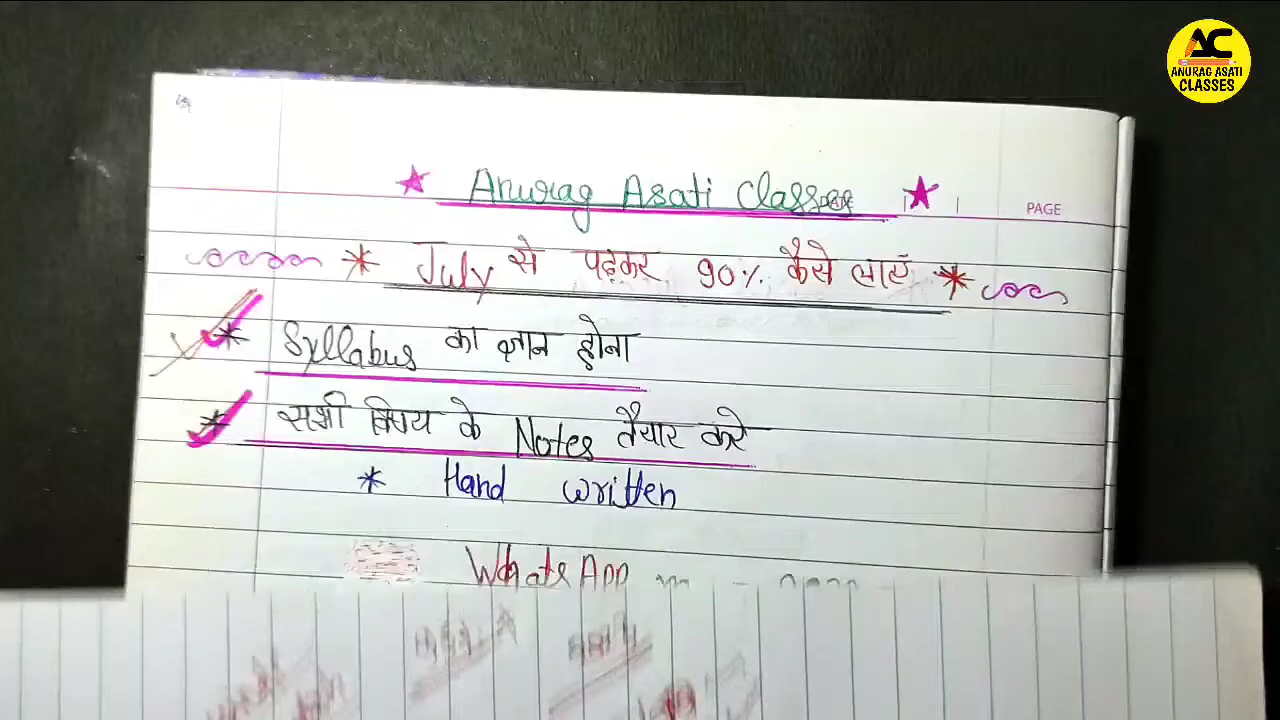 AC
ANURAG ASATI
CLASSES
Anurag Asati Classes
PAGE
July से पढ़कर 90% कैसे लाएं
Syllabus का ज्ञान होना
सभी विषय के Notes तैयार करे
* Hand written
WhatsApp